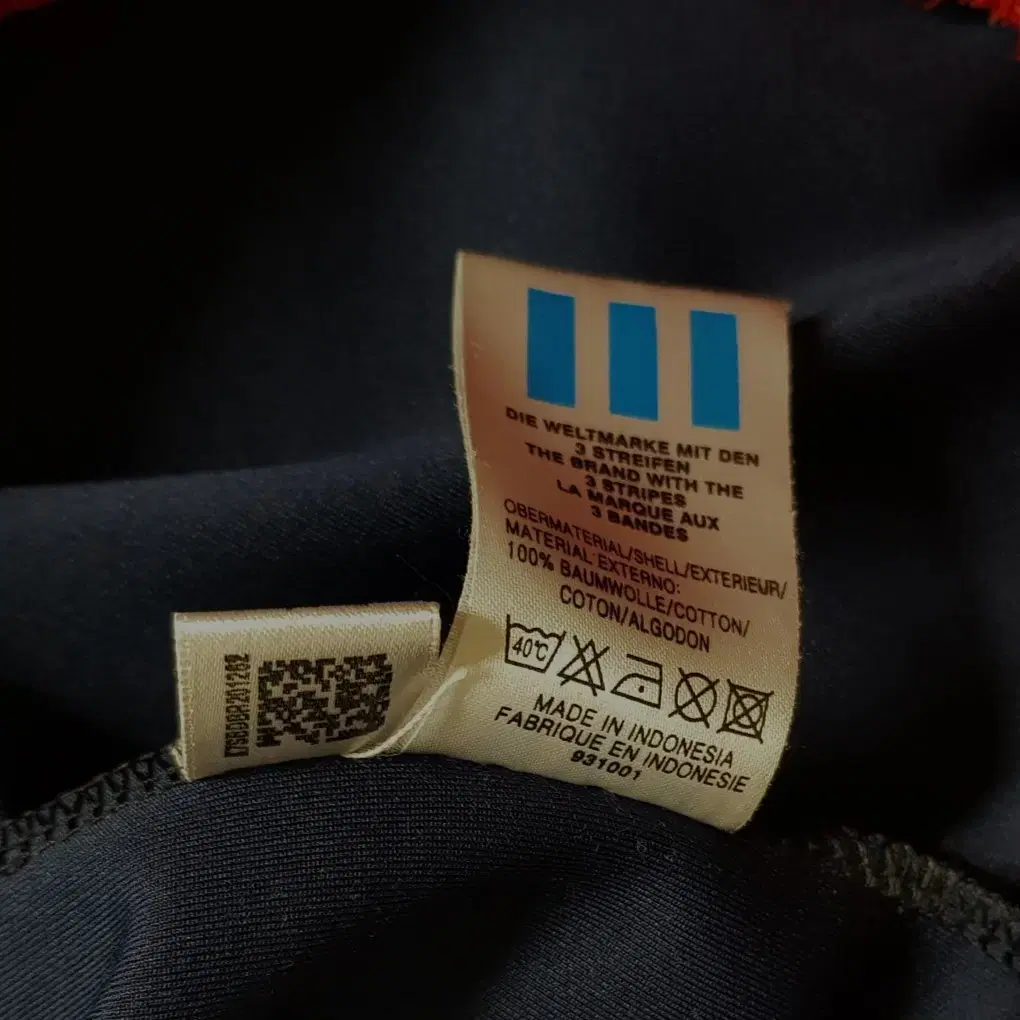 DIE WELTMARKE MIT DEN
3 STREIFEN
THE BRAND WITH THE
3 STRIPES
LA MARQUE AUX
3 BANDES
OBERMATERIAL/SHELL/EXTERIEUR/
MATERIAL EXTERNO:
100% BAUMWOLLE/COTTON/
COTON/ALGODON
40°C
MADE IN INDONESIA
FABRIQUE EN INDONESIE
931001